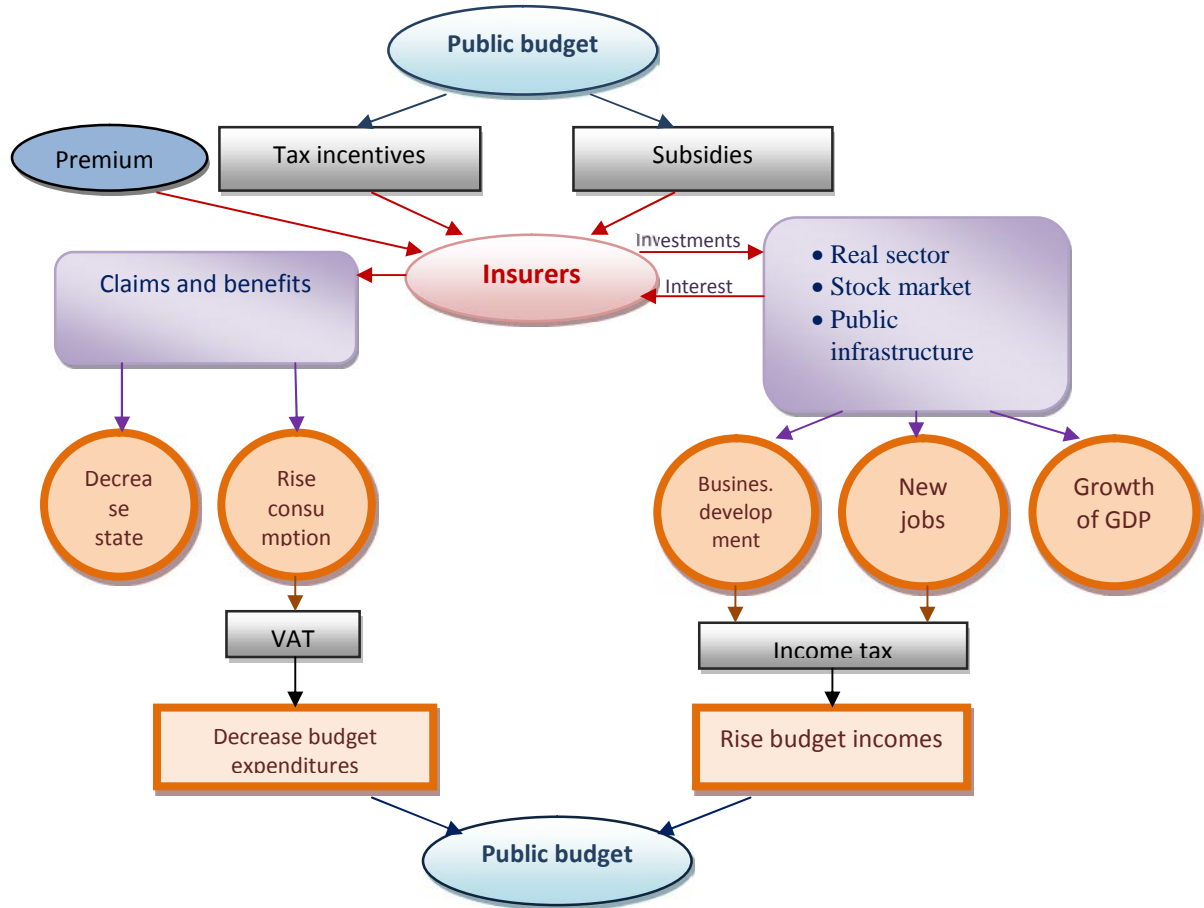 Public budget
Premium
Tax incentives
Subsidies
Investments
Insurers
Interest
• Real sector
• Stock market
• Public
infrastructure
Claims and benefits
Decrea
se
state
Rise
consu
mption
Busines.
develop
ment
New
jobs
Growth
of GDP
VAT
Income tax
Decrease budget
expenditures
Rise budget incomes
Public budget